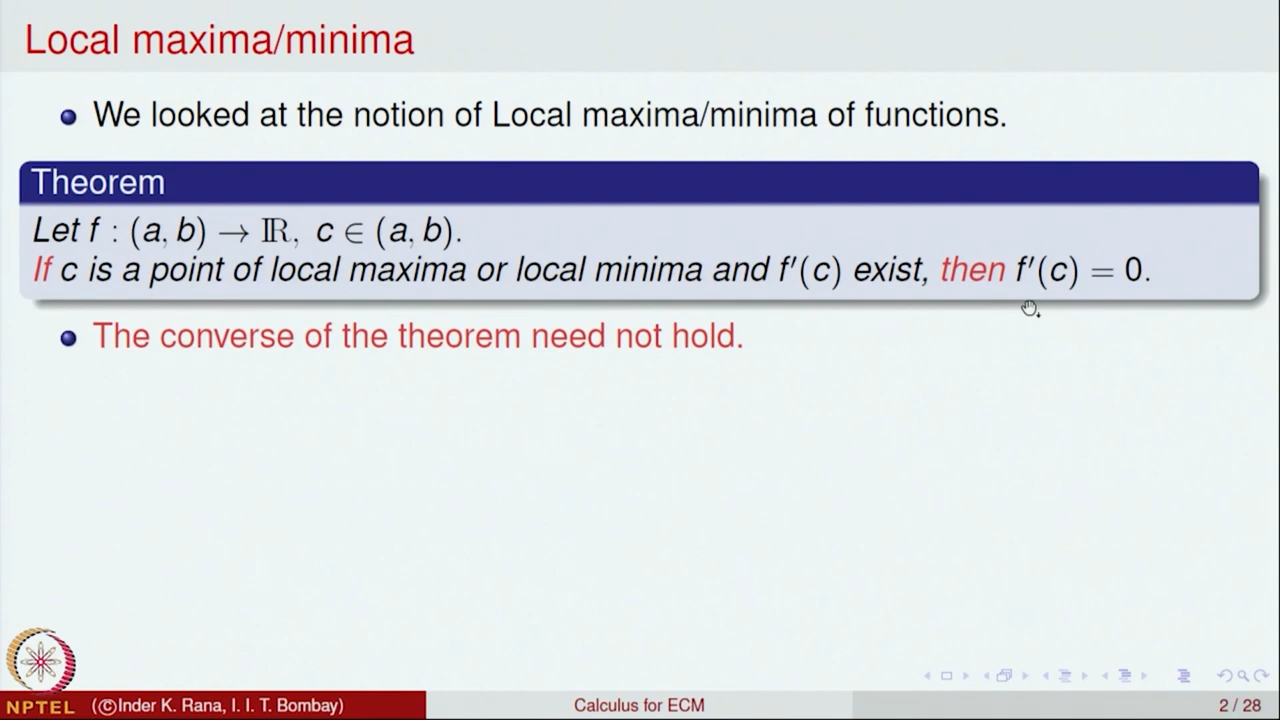 Local maxima/minima
We looked at the notion of Local maxima/minima of functions.
Theorem
Let f : (a, b) → ℝ, c ∈ (a, b).
If c is a point of local maxima or local minima and f′(c) exist, then f′(c) = 0.
The converse of the theorem need not hold.
NPTEL (©Inder K. Rana, I. I. T. Bombay) Calculus for ECM 2 / 28